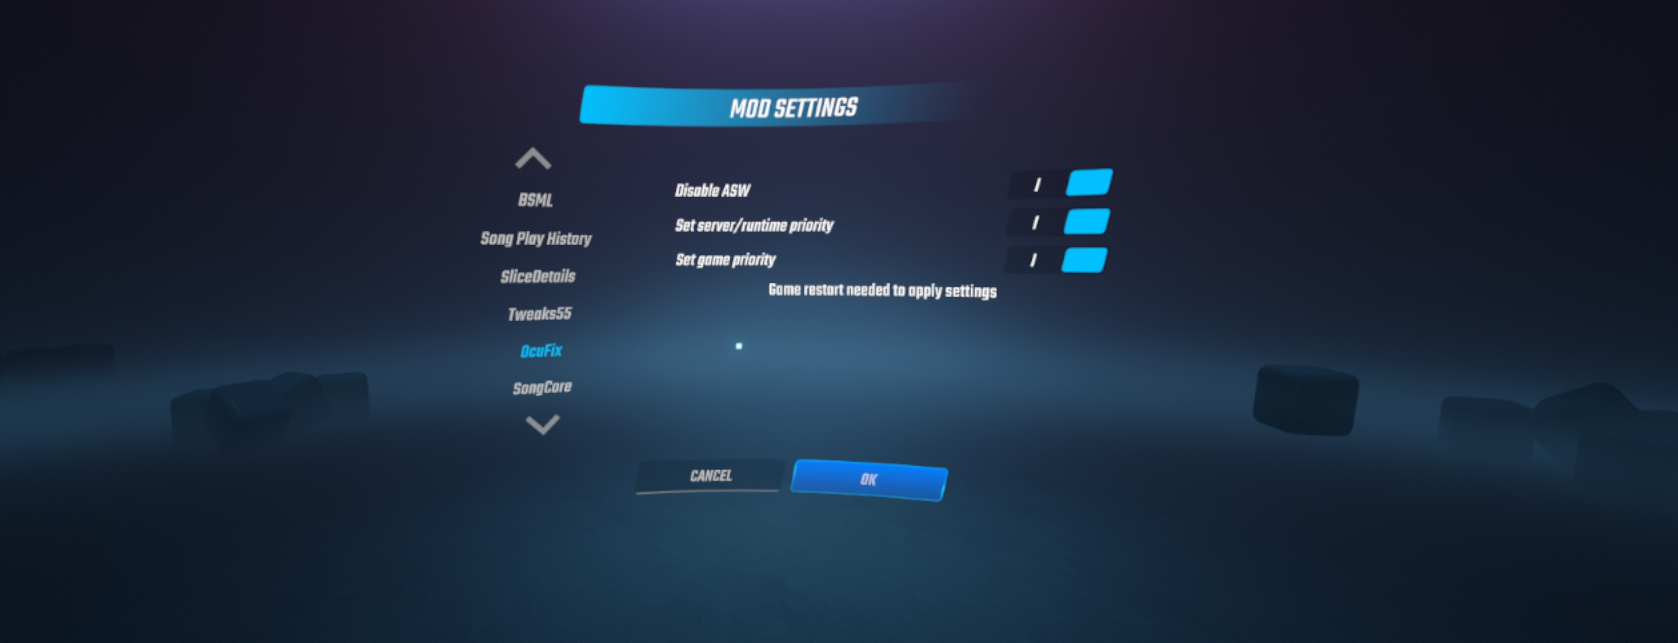 MOD SETTINGS
BSML
Song Play History
SliceDetails
Tweaks55
OcuFix
SongCore
Disable ASW
I
Set server/runtime priority
I
Set game priority
I
Game restart needed to apply settings
CANCEL
OK